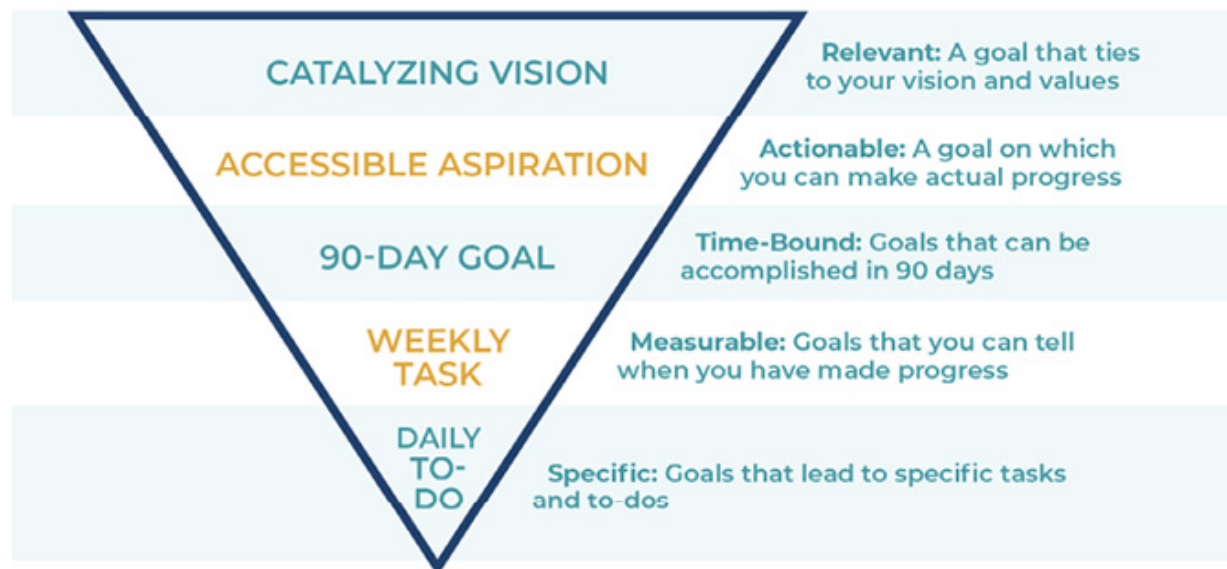 CATALYZING VISION
Relevant: A goal that ties
to your vision and values
ACCESSIBLE ASPIRATION
Actionable: A goal on which
you can make actual progress
90-DAY GOAL
Time-Bound: Goals that can be
accomplished in 90 days
WEEKLY
TASK
Measurable: Goals that you can tell
when you have made progress
DAILY
TO-
DO
Specific: Goals that lead to specific tasks
and to-dos